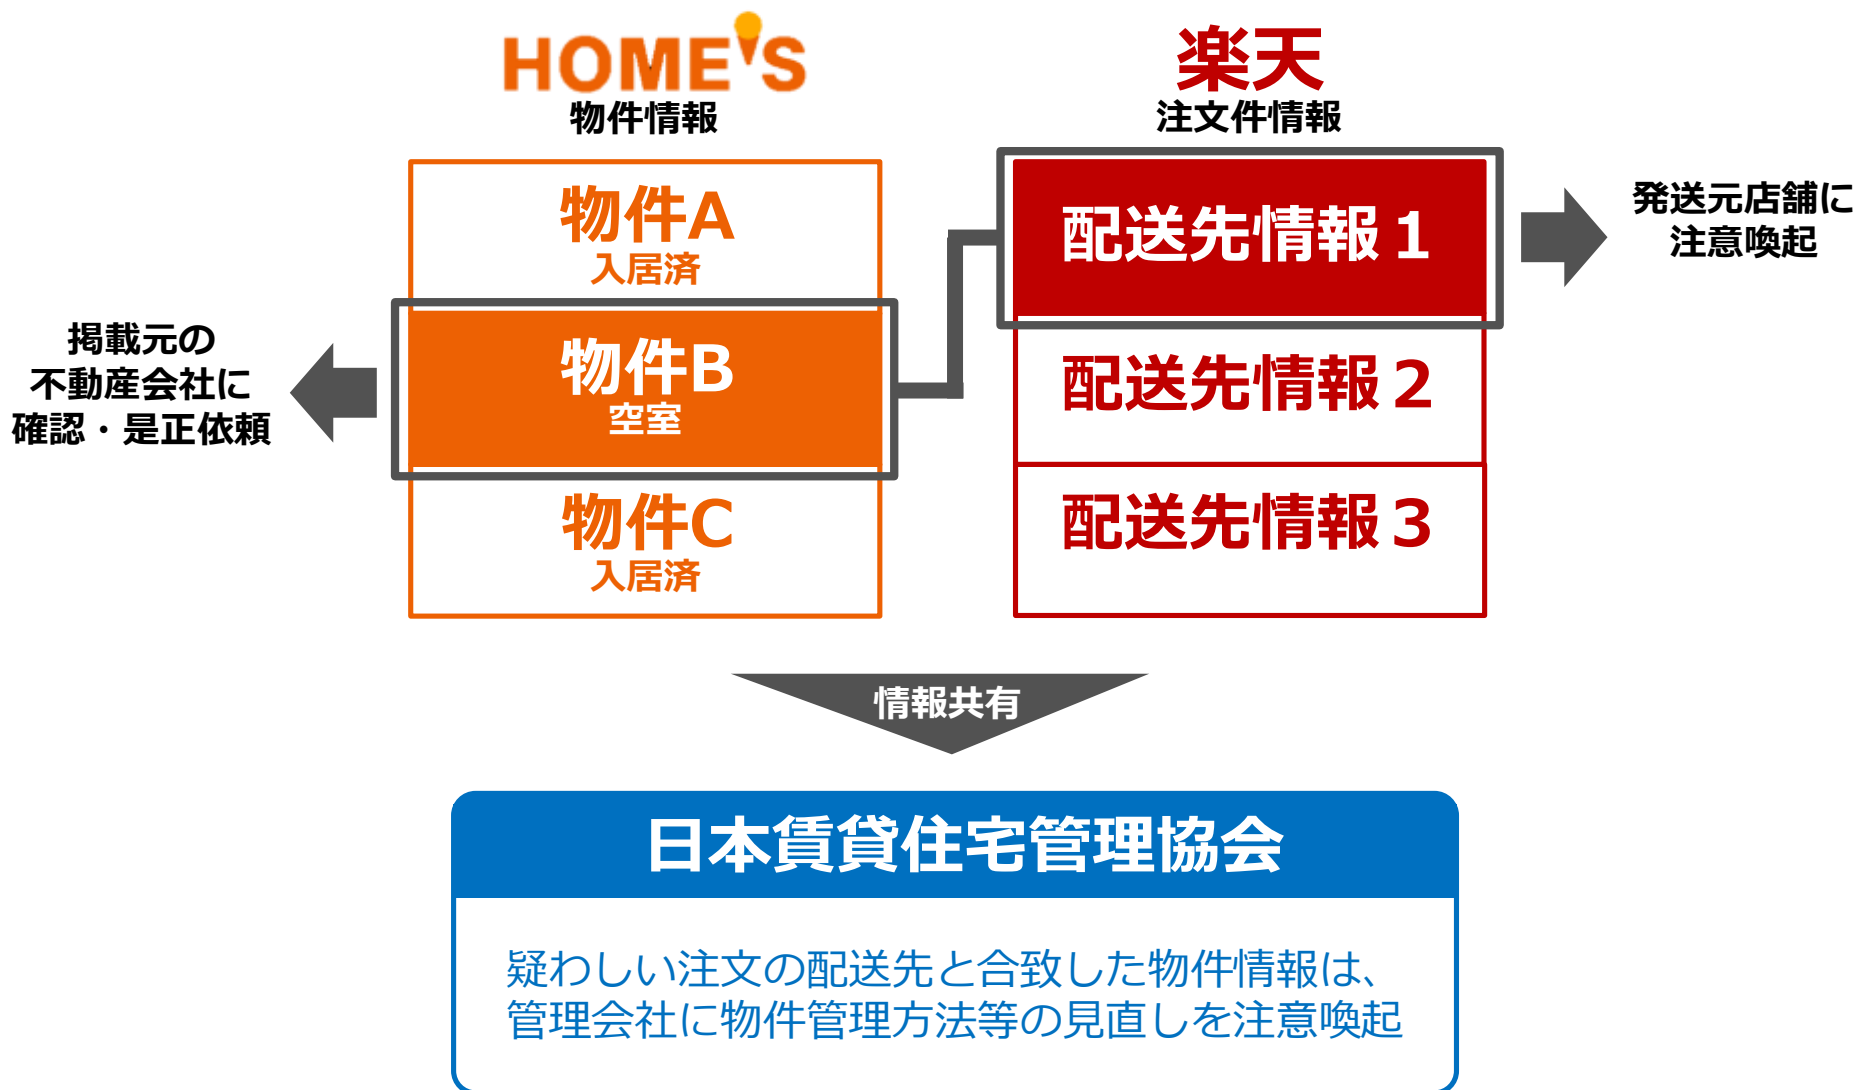 HOME'S
物件情報
楽天
注文件情報
物件A
入居済
物件B
空室
物件C
入居済
配送先情報１
配送先情報２
配送先情報３
発送元店舗に
注意喚起
掲載元の
不動産会社に
確認・是正依頼
情報共有
日本賃貸住宅管理協会
疑わしい注文の配送先と合致した物件情報は、
管理会社に物件管理方法等の見直しを注意喚起